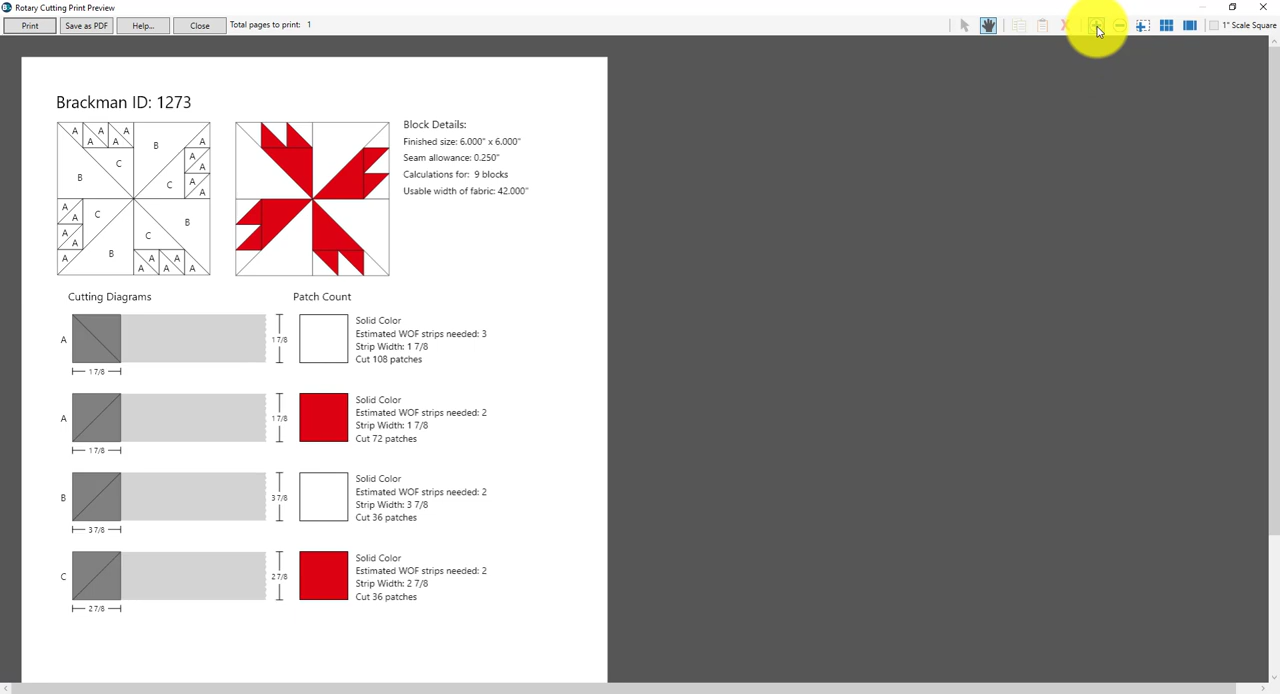 Rotary Cutting Print Preview
Print Save as PDF Help... Close Total pages to print: 1 1" Scale Square
Brackman ID: 1273
A A A A A B A
C A A
B C A A
A A C B
A A C
A B A A A A A
Block Details:
Finished size: 6.000" x 6.000"
Seam allowance: 0.250"
Calculations for: 9 blocks
Usable width of fabric: 42.000"
Cutting Diagrams Patch Count
A 1 7/8 1 7/8
Solid Color
Estimated WOF strips needed: 3
Strip Width: 1 7/8
Cut 108 patches
A 1 7/8 1 7/8
Solid Color
Estimated WOF strips needed: 2
Strip Width: 1 7/8
Cut 72 patches
B 3 7/8 3 7/8
Solid Color
Estimated WOF strips needed: 2
Strip Width: 3 7/8
Cut 36 patches
C 2 7/8 2 7/8
Solid Color
Estimated WOF strips needed: 2
Strip Width: 2 7/8
Cut 36 patches